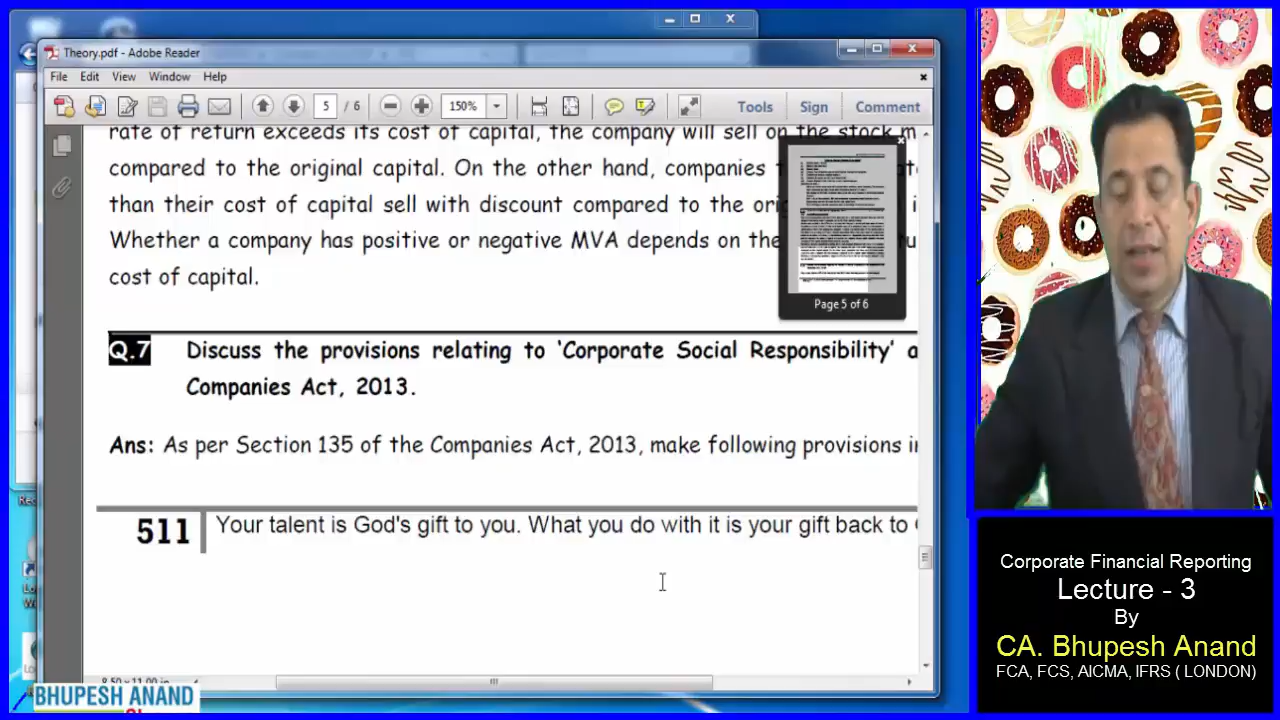 Theory.pdf - Adobe Reader
File Edit View Window Help
5 / 6 150% Tools Sign Comment
rate of return exceeds its cost of capital, the company will sell on the stock m
compared to the original capital. On the other hand, companies
than their cost of capital sell with discount compared to the
Whether a company has positive or negative MVA depends on the
cost of capital.
Page 5 of 6
Q.7 Discuss the provisions relating to 'Corporate Social Responsibility' a
Companies Act, 2013.
Ans: As per Section 135 of the Companies Act, 2013, make following provisions in
511 Your talent is God's gift to you. What you do with it is your gift back to
8.50 x 11.00 in
BHUPESH ANAND
Corporate Financial Reporting
Lecture - 3
By
CA. Bhupesh Anand
FCA, FCS, AICMA, IFRS ( LONDON)